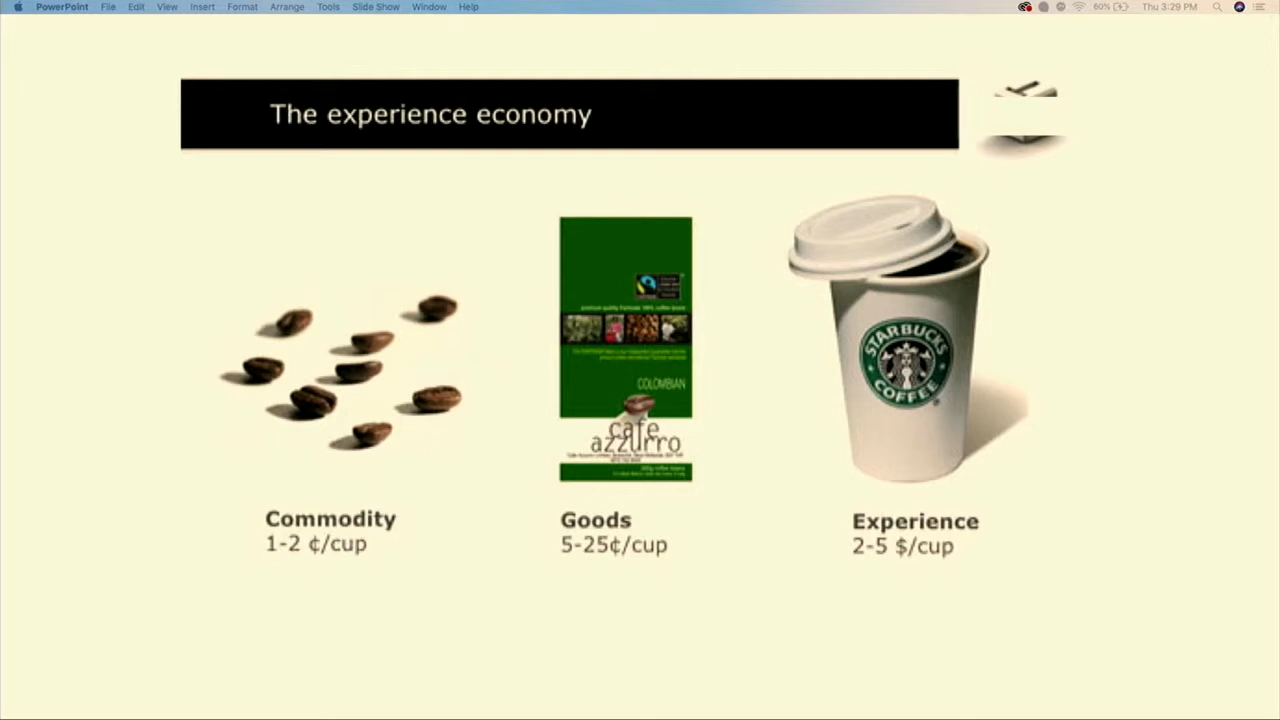 PowerPoint File Edit View Insert Format Arrange Tools Slide Show Window Help
60% Thu 3:29 PM
The experience economy
COLOMBIAN
cafe
azzurro
STARBUCKS
COFFEE
Commodity
1-2 ¢/cup
Goods
5-25¢/cup
Experience
2-5 $/cup